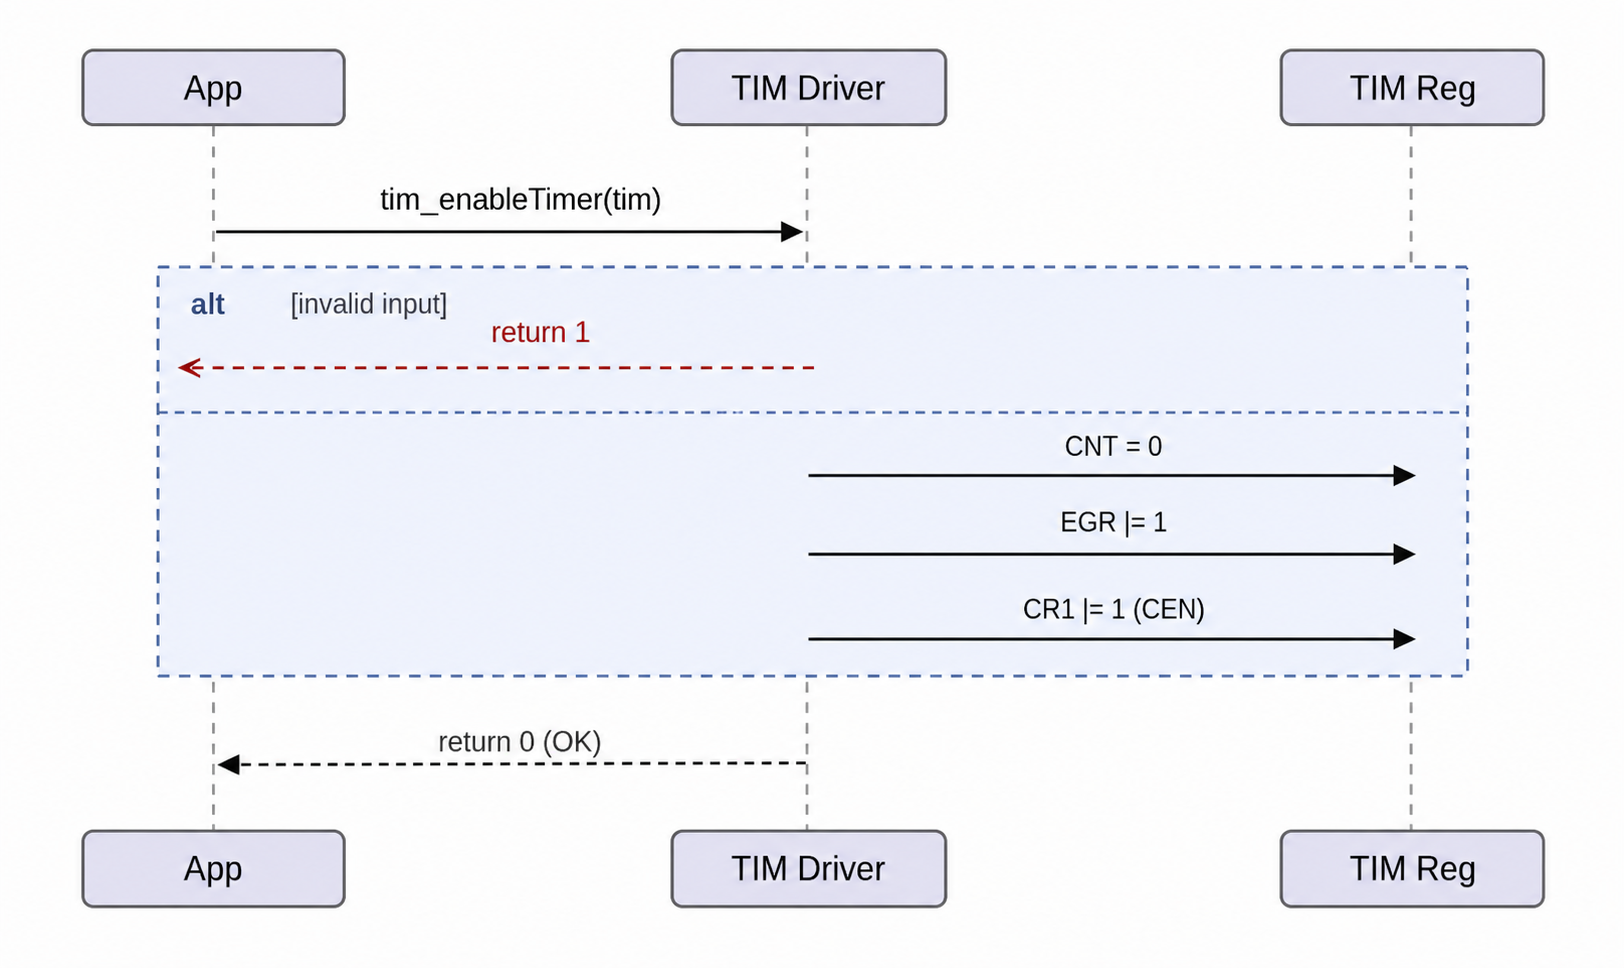 App
TIM Driver
TIM Reg
tim_enableTimer(tim)
alt
[invalid input]
return 1
CNT = 0
EGR |= 1
CR1 |= 1 (CEN)
return 0 (OK)
App
TIM Driver
TIM Reg